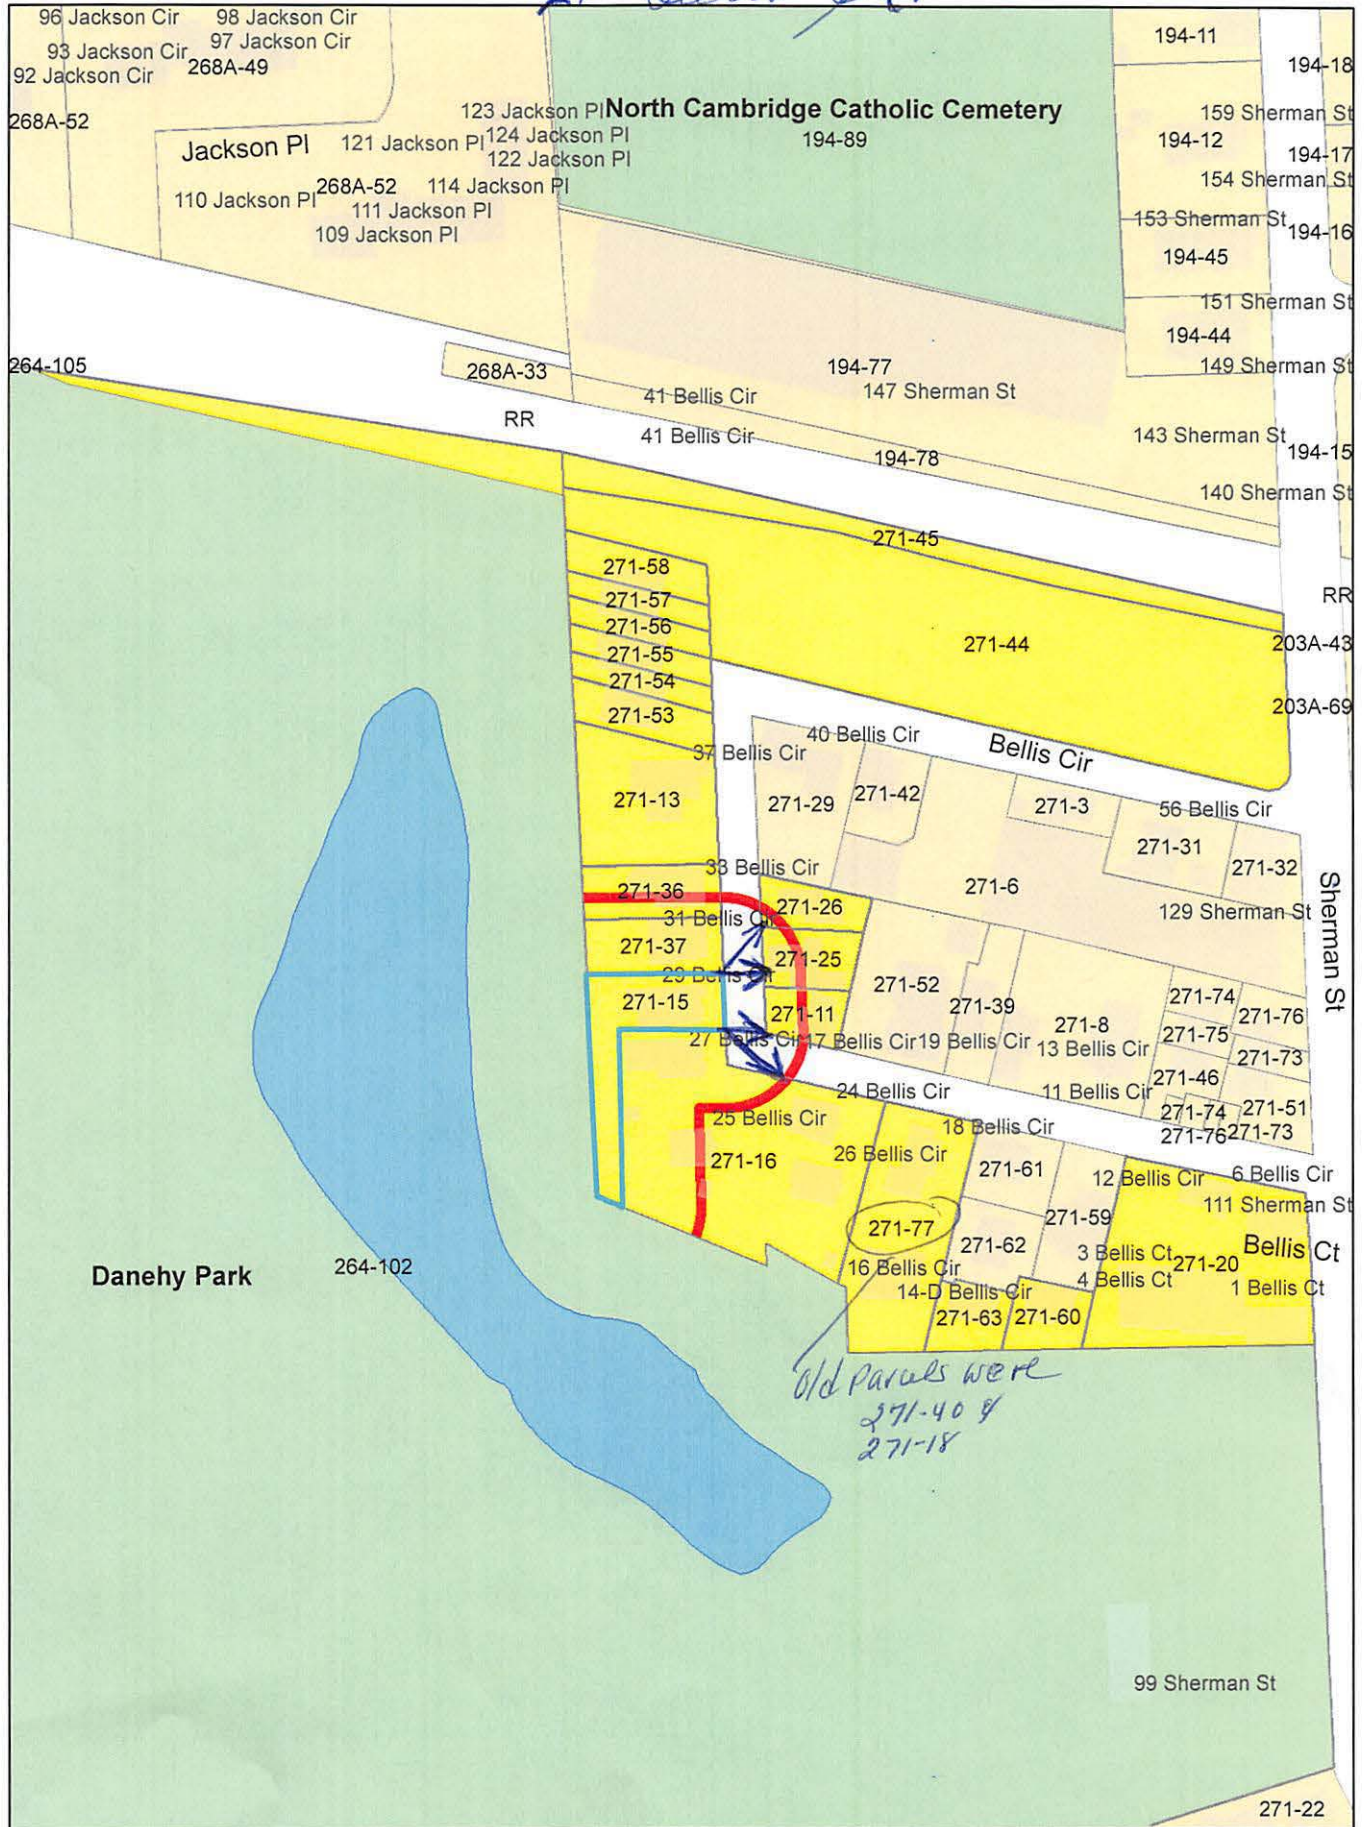 96 Jackson Cir
98 Jackson Cir
93 Jackson Cir
97 Jackson Cir
92 Jackson Cir
268A-49
194-11
194-18
268A-52
123 Jackson Pl
North Cambridge Catholic Cemetery
159 Sherman St
Jackson Pl
121 Jackson Pl
124 Jackson Pl
194-89
194-12
122 Jackson Pl
194-17
110 Jackson Pl
268A-52
114 Jackson Pl
154 Sherman St
111 Jackson Pl
153 Sherman St
109 Jackson Pl
194-16
194-45
151 Sherman St
194-44
264-105
268A-33
194-77
149 Sherman St
41 Bellis Cir
147 Sherman St
RR
41 Bellis Cir
143 Sherman St
194-15
194-78
140 Sherman St
271-45
271-58
271-57
RR
271-56
271-44
203A-43
271-55
271-54
203A-69
271-53
37 Bellis Cir
40 Bellis Cir
Bellis Cir
271-13
271-29
271-42
271-3
56 Bellis Cir
271-31
33 Bellis Cir
271-32
271-36
271-26
271-6
31 Bellis Cir
129 Sherman St
Sherman St
271-37
271-25
29 Bellis Cir
271-52
271-15
271-11
271-39
271-74
271-76
271-8
271-75
27 Bellis Cir
17 Bellis Cir
19 Bellis Cir
13 Bellis Cir
271-73
271-46
24 Bellis Cir
11 Bellis Cir
271-74
271-51
25 Bellis Cir
18 Bellis Cir
271-76
271-73
26 Bellis Cir
271-16
271-61
12 Bellis Cir
6 Bellis Cir
111 Sherman St
271-77
271-59
271-62
3 Bellis Ct
271-20
Bellis Ct
16 Bellis Cir
4 Bellis Ct
1 Bellis Ct
14-D Bellis Cir
271-63
271-60
Danehy Park
264-102
Old Parcels were
271-40 &
271-18
99 Sherman St
271-22